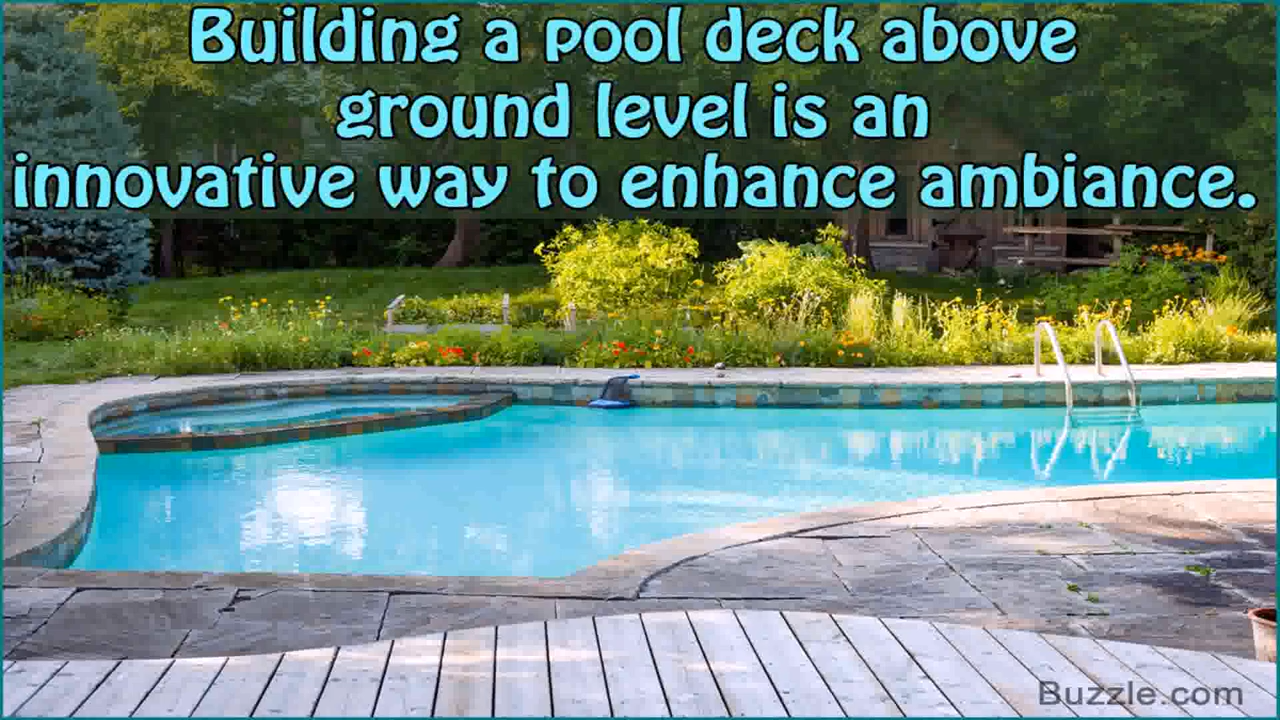 Building a pool deck above
ground level is an
innovative way to enhance ambiance.
Buzzle.com